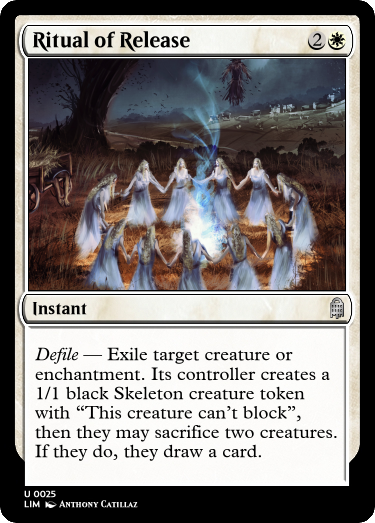 Ritual of Release 2
Instant
Defile — Exile target creature or
enchantment. Its controller creates a
1/1 black Skeleton creature token
with “This creature can’t block”,
then they may sacrifice two creatures.
If they do, they draw a card.
U 0025
LIM Anthony Catillaz